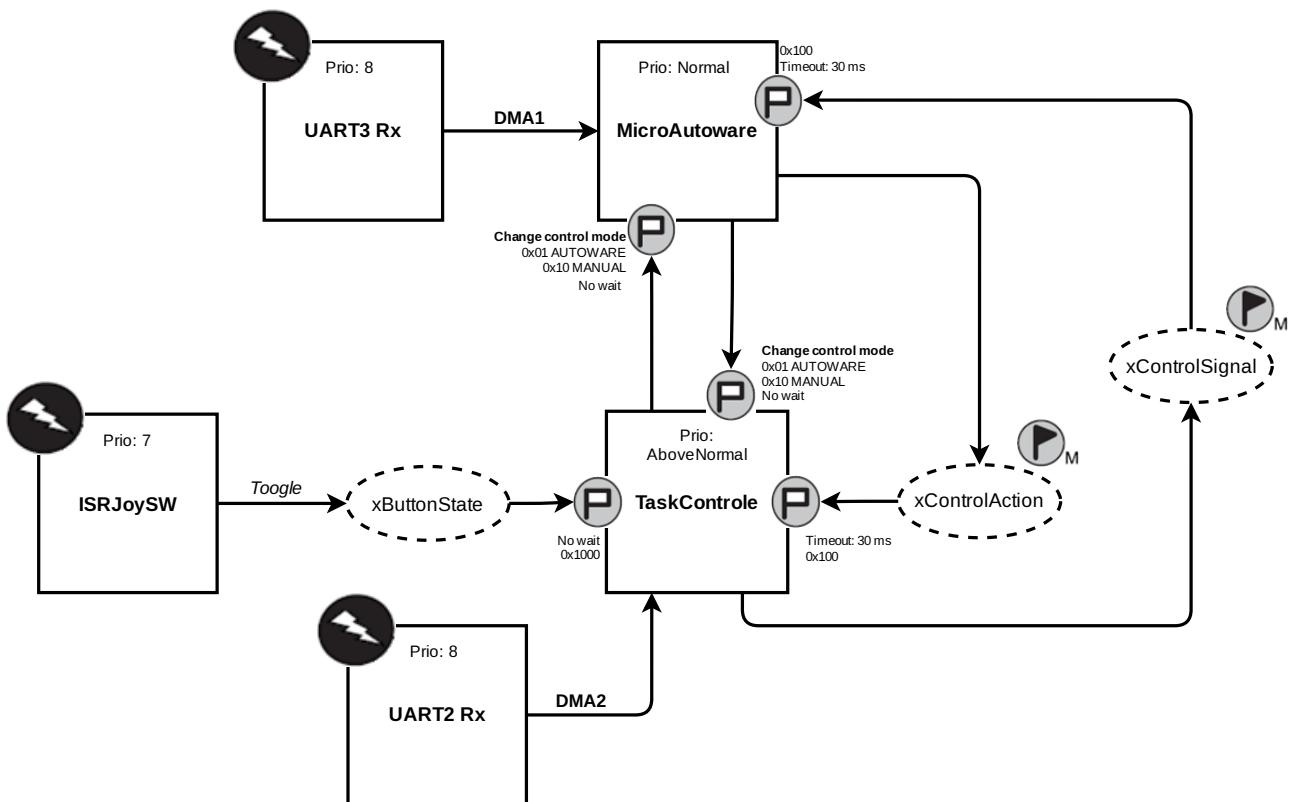 Prio: 8
UART3 Rx
DMA1
Prio: Normal
MicroAutoware
0x100
Timeout: 30 ms
Change control mode
0x01 AUTOWARE
0x10 MANUAL
No wait
Change control mode
0x01 AUTOWARE
0x10 MANUAL
No wait
xControlSignal
M
Prio: 7
ISRJoySW
Toogle
xButtonState
No wait
0x1000
Prio:
AboveNormal
TaskControle
Timeout: 30 ms
0x100
xControlAction
M
Prio: 8
UART2 Rx
DMA2